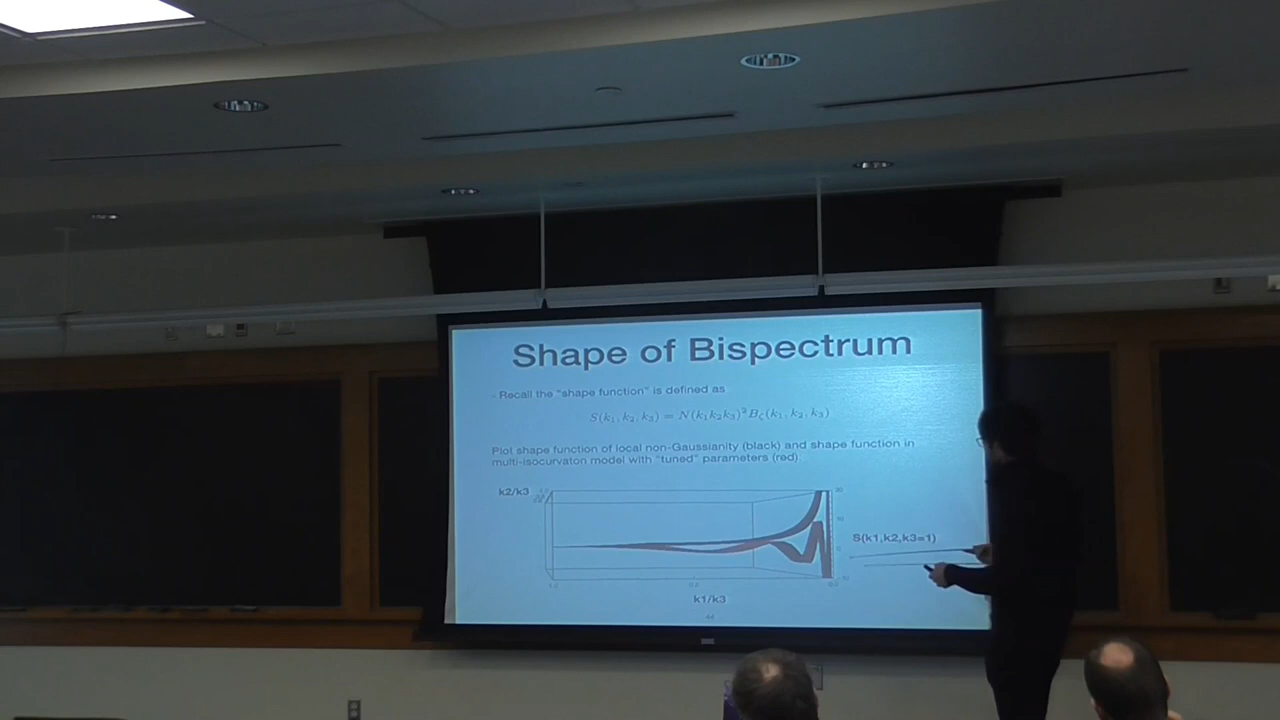 Shape of Bispectrum
- Recall the "shape function" is defined as
S(k₁, k₂, k₃) = N(k₁k₂k₃)²B_ζ(k₁, k₂, k₃)
Plot shape function of local non-Gaussianity (black) and shape function in
multi-isocurvaton model with "tuned" parameters (red)
k2/k3
S(k1,k2,k3=1)
k1/k3
44